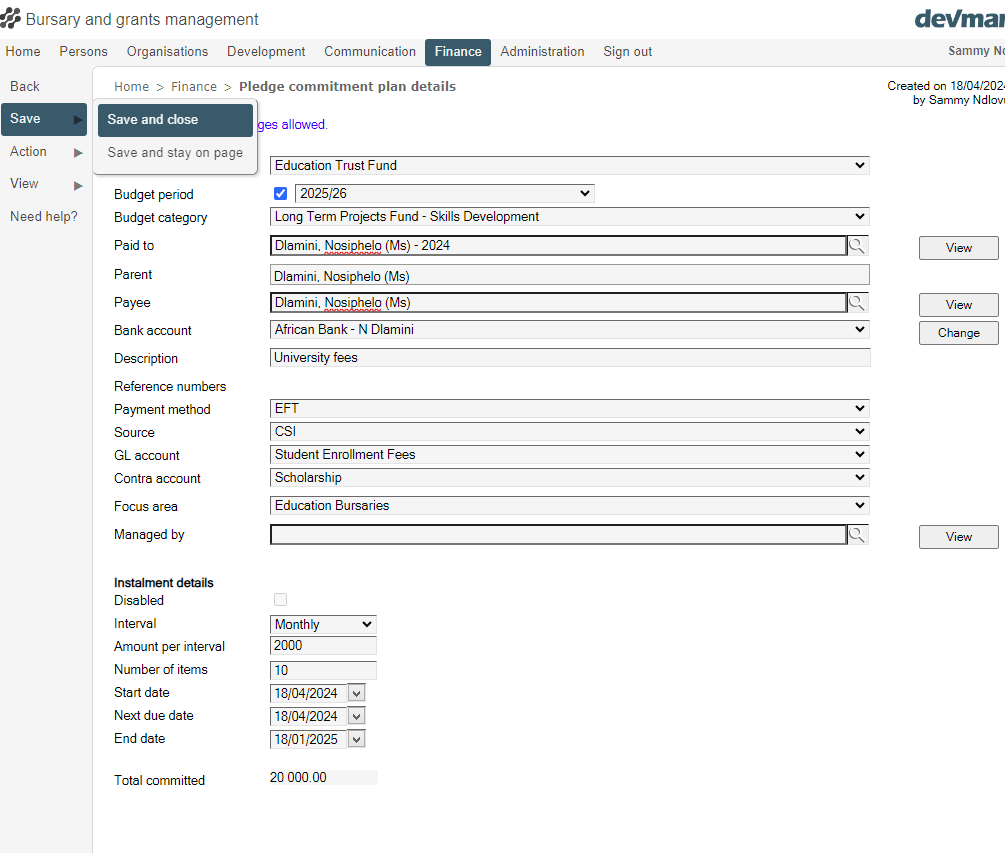 Bursary and grants management
devman
Home Persons Organisations Development Communication Finance Administration Sign out
Sammy
Back
Home > Finance > Pledge commitment plan details
Created on 18/04/2024
by Sammy
Save
Save and close
ges allowed.
Action
Save and stay on page
Education Trust Fund
View
Budget period 2025/26
Need help?
Budget category Long Term Projects Fund - Skills Development
Paid to Dlamini, Nosiphelo (Ms) - 2024 View
Parent Dlamini, Nosiphelo (Ms)
Payee Dlamini, Nosiphelo (Ms) View
Bank account African Bank - N Dlamini Change
Description University fees
Reference numbers
Payment method EFT
Source CSI
GL account Student Enrollment Fees
Contra account Scholarship
Focus area Education Bursaries
Managed by View
Instalment details
Disabled
Interval Monthly
Amount per interval 2000
Number of items 10
Start date 18/04/2024
Next due date 18/04/2024
End date 18/01/2025
Total committed 20 000.00